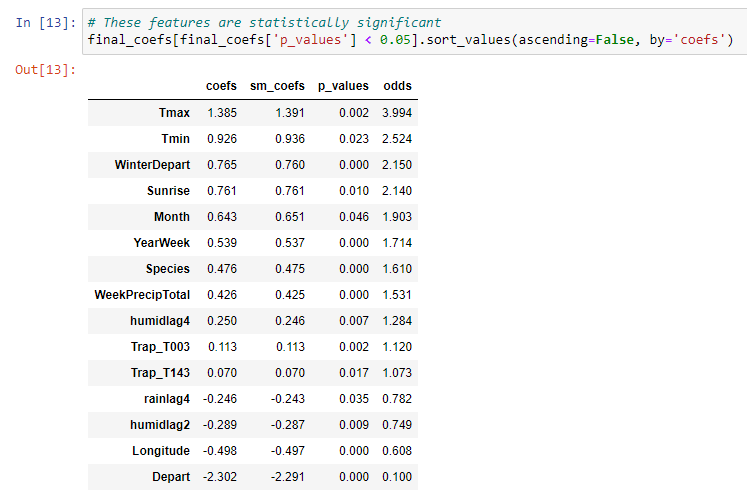 In [13]: # These features are statistically significant
final_coefs[final_coefs['p_values'] < 0.05].sort_values(ascending=False, by='coefs')
Out[13]:
coefs sm_coefs p_values odds
Tmax 1.385 1.391 0.002 3.994
Tmin 0.926 0.936 0.023 2.524
WinterDepart 0.765 0.760 0.000 2.150
Sunrise 0.761 0.761 0.010 2.140
Month 0.643 0.651 0.046 1.903
YearWeek 0.539 0.537 0.000 1.714
Species 0.476 0.475 0.000 1.610
WeekPrecipTotal 0.426 0.425 0.000 1.531
humidlag4 0.250 0.246 0.007 1.284
Trap_T003 0.113 0.113 0.002 1.120
Trap_T143 0.070 0.070 0.017 1.073
rainlag4 -0.246 -0.243 0.035 0.782
humidlag2 -0.289 -0.287 0.009 0.749
Longitude -0.498 -0.497 0.000 0.608
Depart -2.302 -2.291 0.000 0.100